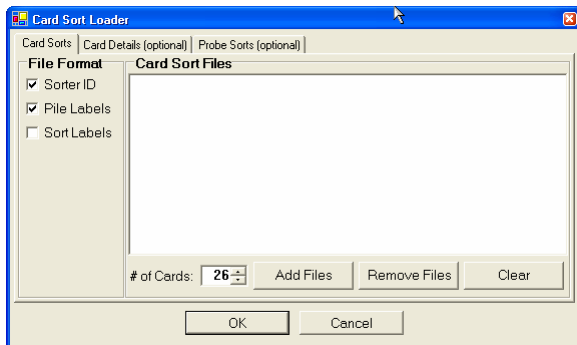 Card Sort Loader
Card Sorts Card Details (optional) Probe Sorts (optional)
File Format Card Sort Files
Sorter ID
Pile Labels
Sort Labels
# of Cards: 26 Add Files Remove Files Clear
OK Cancel